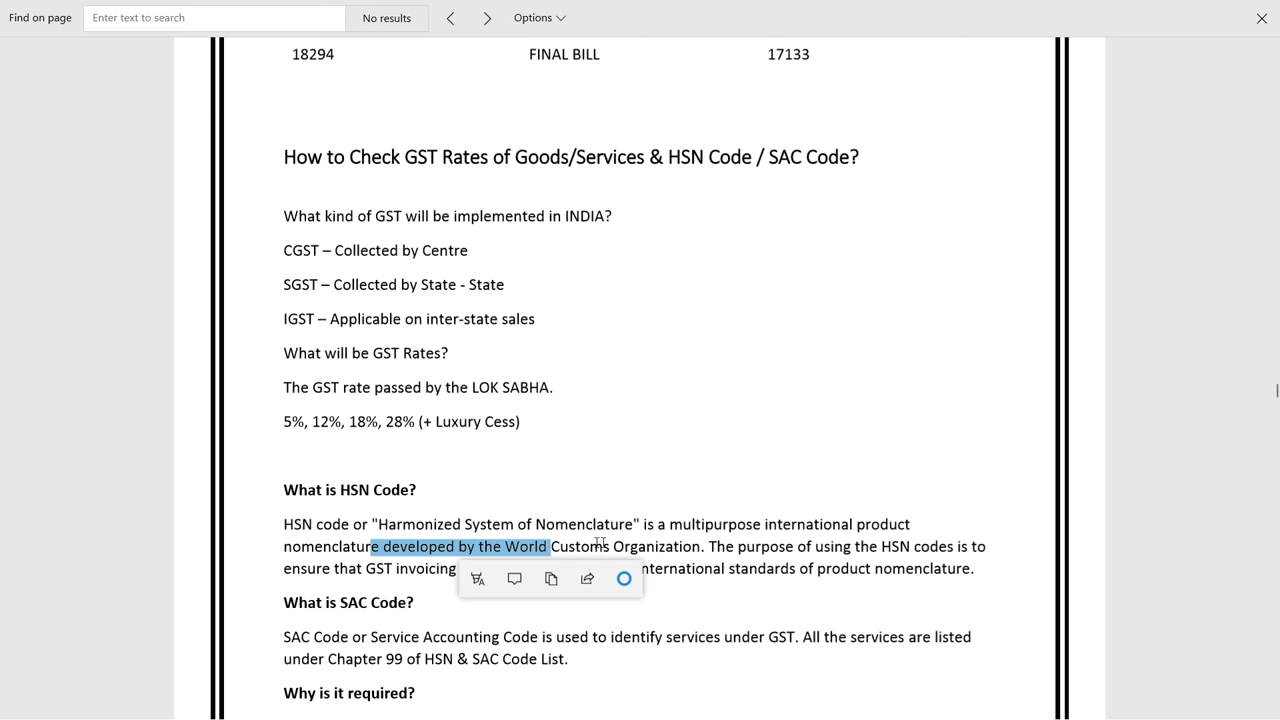 Find on page Enter text to search No results Options
18294 FINAL BILL 17133
How to Check GST Rates of Goods/Services & HSN Code / SAC Code?
What kind of GST will be implemented in INDIA?
CGST – Collected by Centre
SGST – Collected by State - State
IGST – Applicable on inter-state sales
What will be GST Rates?
The GST rate passed by the LOK SABHA.
5%, 12%, 18%, 28% (+ Luxury Cess)
What is HSN Code?
HSN code or "Harmonized System of Nomenclature" is a multipurpose international product
nomenclature developed by the World Customs Organization. The purpose of using the HSN codes is to
ensure that GST invoicing nternational standards of product nomenclature.
What is SAC Code?
SAC Code or Service Accounting Code is used to identify services under GST. All the services are listed
under Chapter 99 of HSN & SAC Code List.
Why is it required?